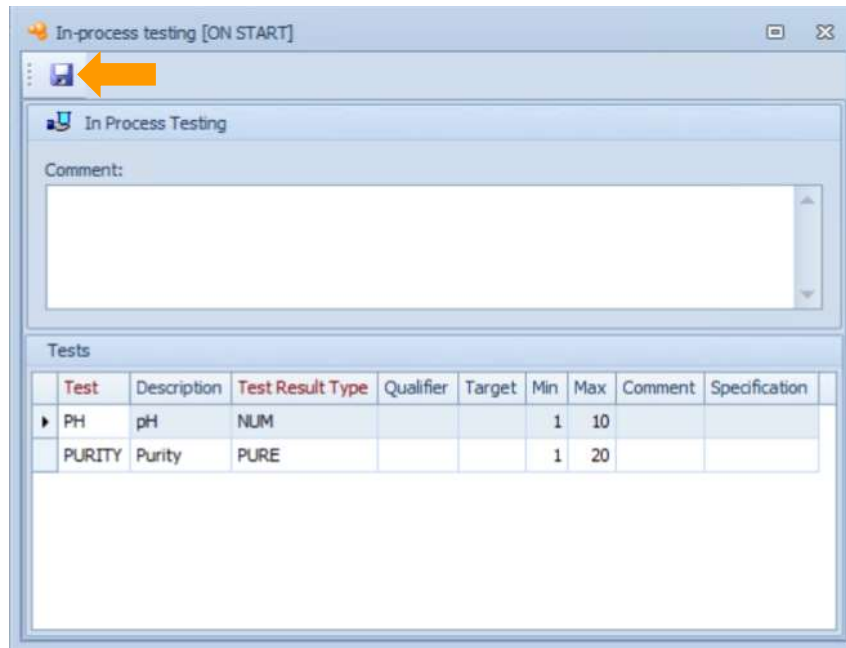 In-process testing [ON START]
In Process Testing
Comment:
Tests
Test Description Test Result Type Qualifier Target Min Max Comment Specification
PH pH NUM 1 10
PURITY Purity PURE 1 20